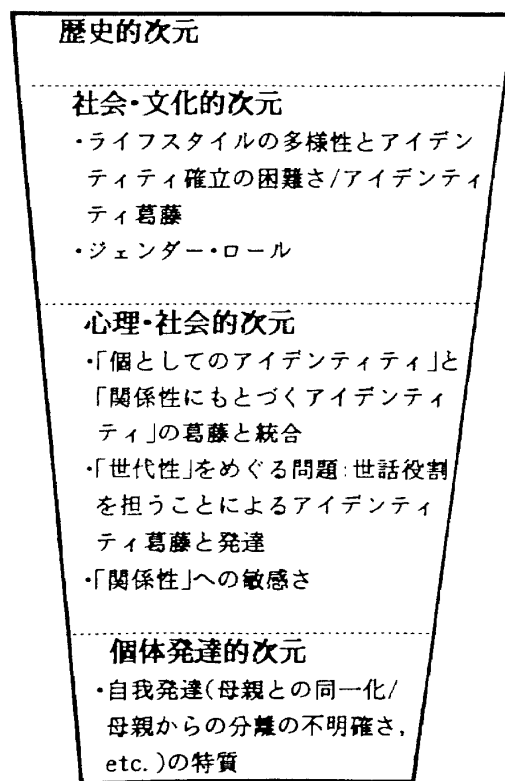 歴史的次元
社会・文化的次元
・ライフスタイルの多様性とアイデン
ティティ確立の困難さ/アイデンティ
ティ葛藤
・ジェンダー・ロール
心理・社会的次元
・「個としてのアイデンティティ」と
「関係性にもとづくアイデンティ
ティ」の葛藤と統合
・「世代性」をめぐる問題:世話役割
を担うことによるアイデンティ
ティ葛藤と発達
・「関係性」への敏感さ
個体発達的次元
・自我発達(母親との同一化/
母親からの分離の不明確さ,
etc.)の特質